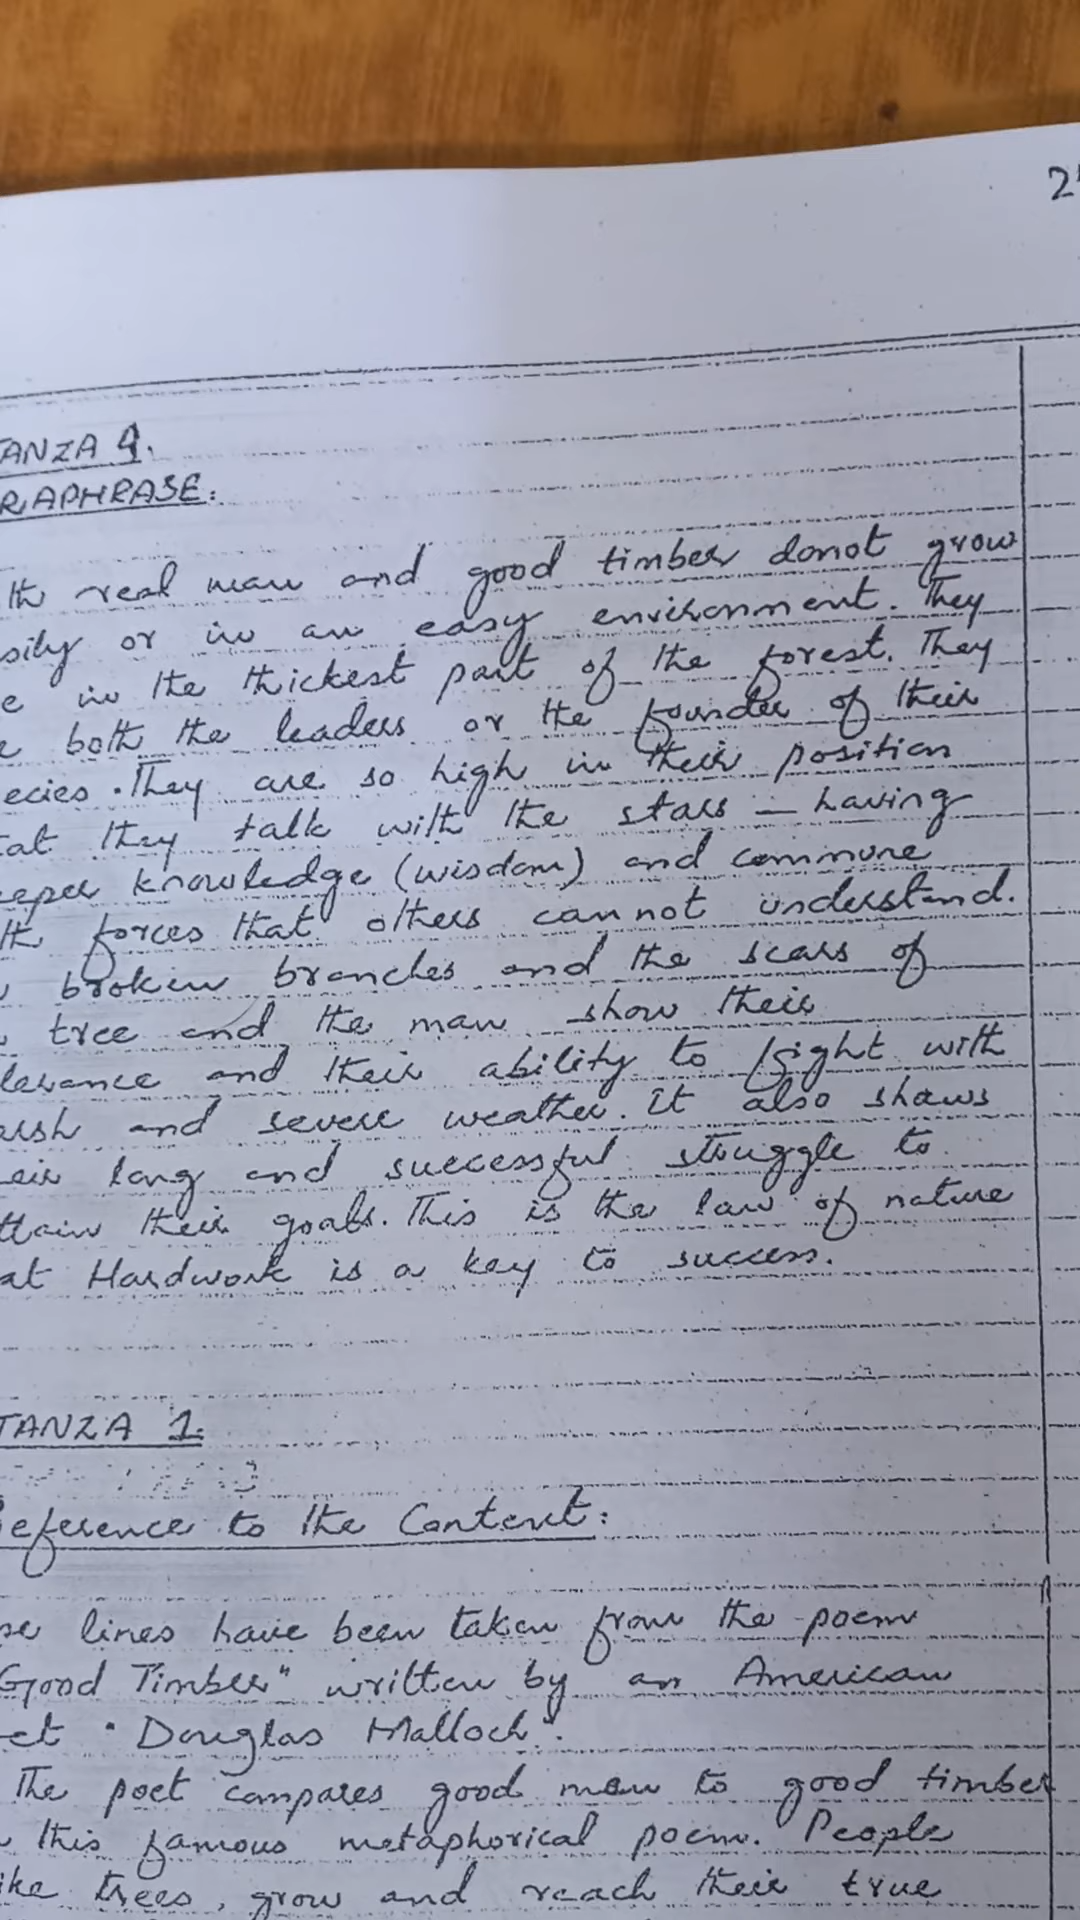 2
TANZA 4.
RAPHRASE:
th real man and good timber donot grow
sily or in an easy environment. They
e in the thickest part of the forest. They
e both the leaders or the founder of their
ecies. They are so high in their position
at they talk with the stars – having
eeper knowledge (wisdom) and commune
th forces that others cannot understand.
broken branches and the scars of
tree and the man show their
lerance and their ability to fight with
arsh and severe weather. It also shows
eir long and successful struggle to
ttain their goals. This is the law of nature
at Hardwork is a key to success.
TANZA 1.
Reference to the Context:
se lines have been taken from the poem
Good Timber" written by an American
et "Douglas Malloch".
The poet compares good man to good timber
this famous metaphorical poem. People
ike trees, grow and reach their true